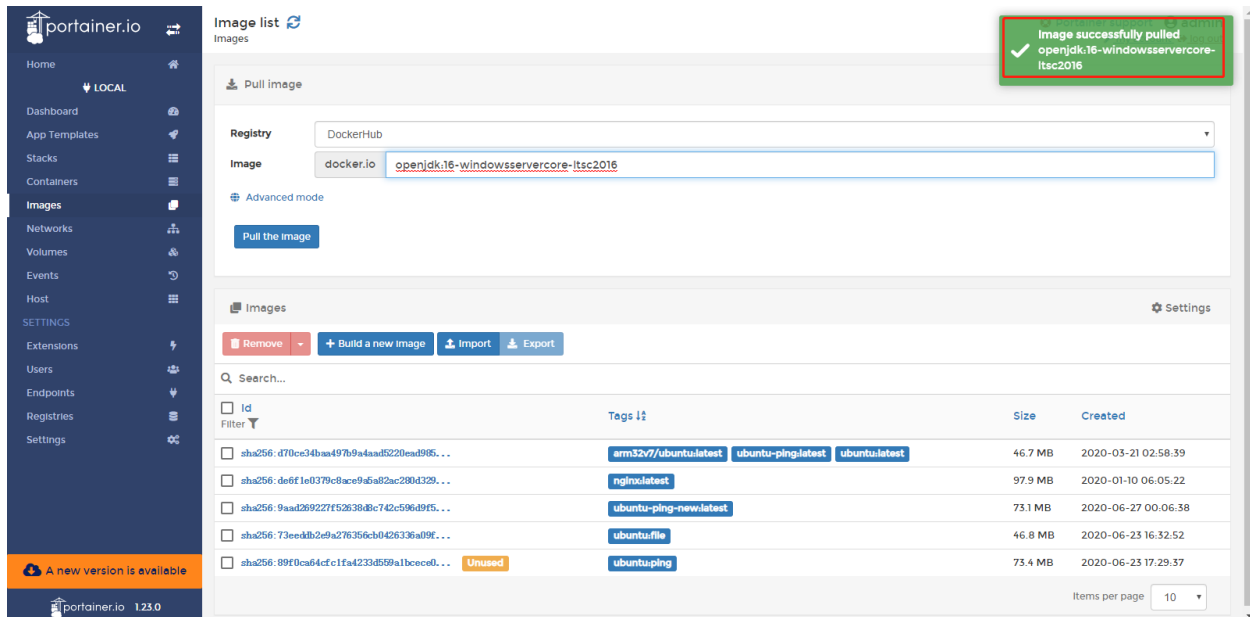 portainer.io
Home
LOCAL
Dashboard
App Templates
Stacks
Containers
Images
Networks
Volumes
Events
Host
SETTINGS
Extensions
Users
Endpoints
Registries
Settings
A new version is available
portainer.io 1.23.0
Image list
Images
Portainer support admin
log out
Image successfully pulled
openjdk:16-windowsservercore-
ltsc2016
Pull image
Registry DockerHub
Image docker.io openjdk:16-windowsservercore-ltsc2016
Advanced mode
Pull the image
Images Settings
Remove + Build a new image Import Export
Search...
Id Tags Size Created
Filter
sha256:d70ce34baa497b9a4aad5220ead985... arm32v7/ubuntu:latest ubuntu-ping:latest ubuntu:latest 46.7 MB 2020-03-21 02:58:39
sha256:de6f1e0379c8ace9a5a82ac280d329... nginx:latest 97.9 MB 2020-01-10 06:05:22
sha256:9aad269227f52638d8c742c596d9f5... ubuntu-ping-new:latest 73.1 MB 2020-06-27 00:06:38
sha256:73eeddb2e9a276356cb0426336a09f... ubuntu:file 46.8 MB 2020-06-23 16:32:52
sha256:89f0ca64cfc1fa4233d559a1bcece0... Unused ubuntu:ping 73.4 MB 2020-06-23 17:29:37
Items per page 10